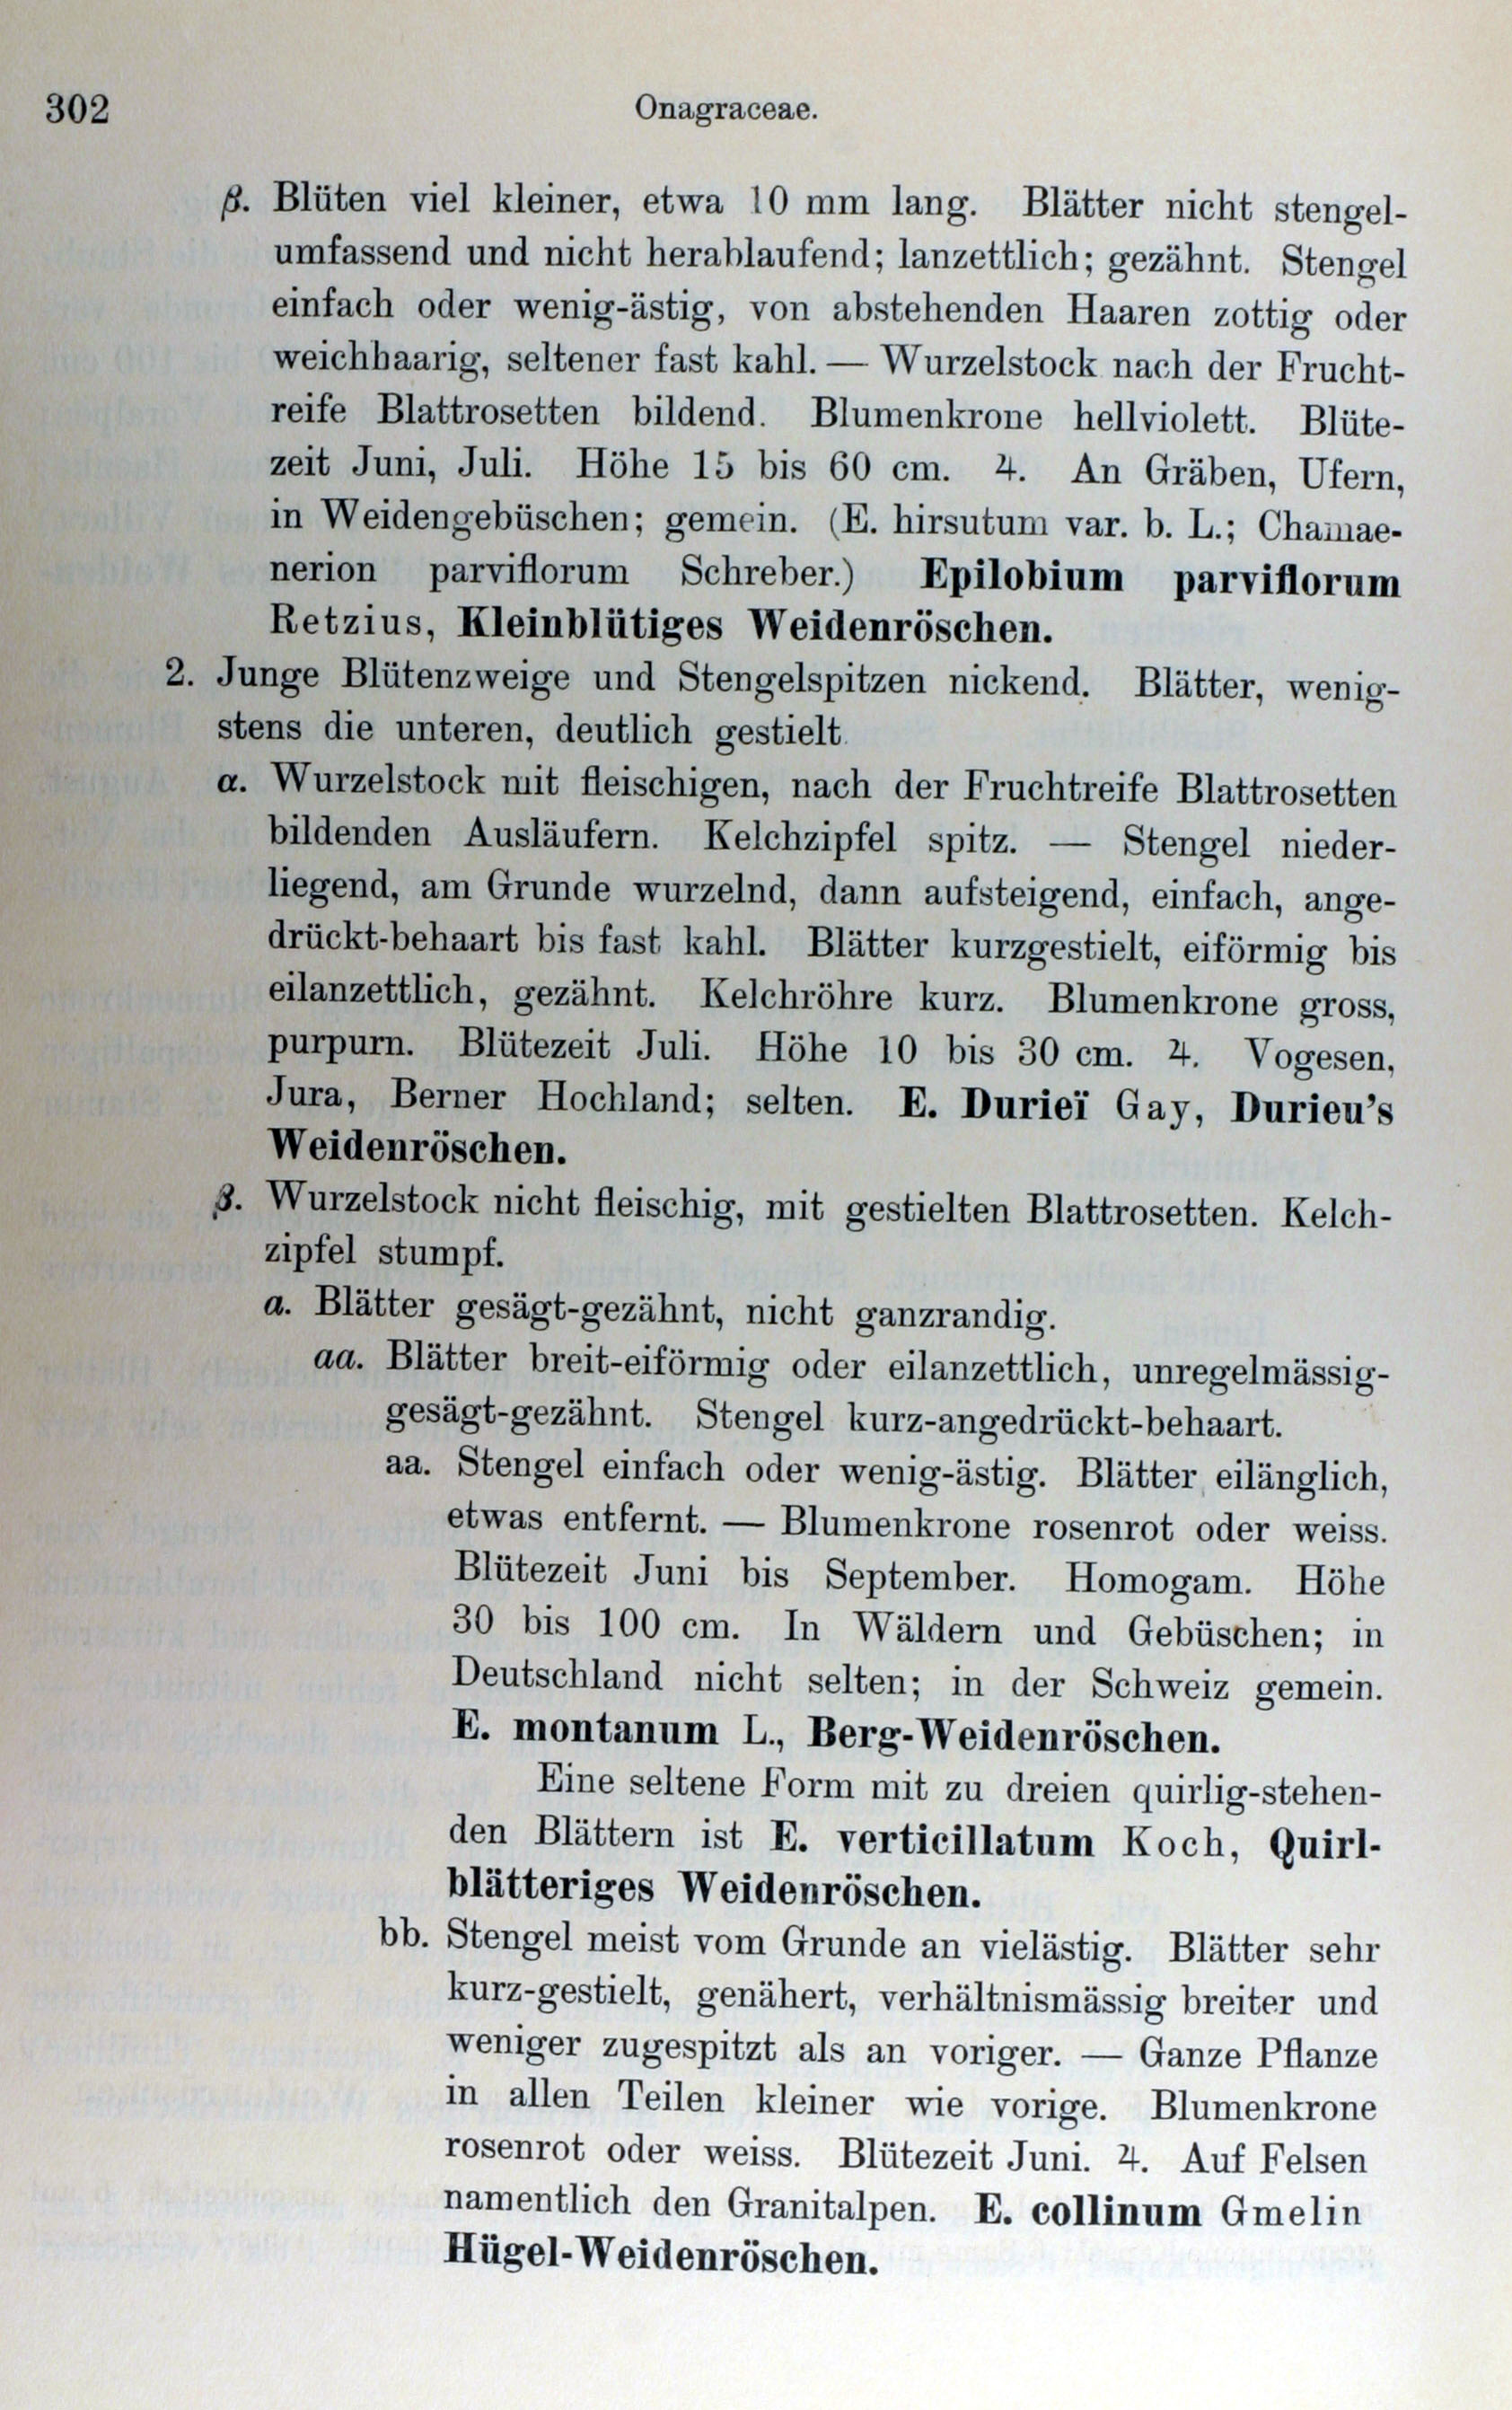 302
Onagraceae.
β. Blüten viel kleiner, etwa 10 mm lang. Blätter nicht stengel-
umfassend und nicht herablaufend; lanzettlich; gezähnt. Stengel
einfach oder wenig-ästig, von abstehenden Haaren zottig oder
weichhaarig, seltener fast kahl. — Wurzelstock nach der Frucht-
reife Blattrosetten bildend. Blumenkrone hellviolett. Blüte-
zeit Juni, Juli. Höhe 15 bis 60 cm. ♃. An Gräben, Ufern,
in Weidengebüschen; gemein. (E. hirsutum var. b. L.; Chamae-
nerion parviflorum Schreber.) Epilobium parviflorum
Retzius, Kleinblütiges Weidenröschen.
2. Junge Blütenzweige und Stengelspitzen nickend. Blätter, wenig-
stens die unteren, deutlich gestielt.
α. Wurzelstock mit fleischigen, nach der Fruchtreife Blattrosetten
bildenden Ausläufern. Kelchzipfel spitz. — Stengel nieder-
liegend, am Grunde wurzelnd, dann aufsteigend, einfach, ange-
drückt-behaart bis fast kahl. Blätter kurzgestielt, eiförmig bis
eilanzettlich, gezähnt. Kelchröhre kurz. Blumenkrone gross,
purpurn. Blütezeit Juli. Höhe 10 bis 30 cm. ♃. Vogesen,
Jura, Berner Hochland; selten. E. Durieï Gay, Durieu's
Weidenröschen.
β. Wurzelstock nicht fleischig, mit gestielten Blattrosetten. Kelch-
zipfel stumpf.
a. Blätter gesägt-gezähnt, nicht ganzrandig.
aa. Blätter breit-eiförmig oder eilanzettlich, unregelmässig-
gesägt-gezähnt. Stengel kurz-angedrückt-behaart.
aa. Stengel einfach oder wenig-ästig. Blätter eilänglich,
etwas entfernt. — Blumenkrone rosenrot oder weiss.
Blütezeit Juni bis September. Homogam. Höhe
30 bis 100 cm. In Wäldern und Gebüschen; in
Deutschland nicht selten; in der Schweiz gemein.
E. montanum L., Berg-Weidenröschen.
Eine seltene Form mit zu dreien quirlig-stehen-
den Blättern ist E. verticillatum Koch, Quirl-
blätteriges Weidenröschen.
bb. Stengel meist vom Grunde an vielästig. Blätter sehr
kurz-gestielt, genähert, verhältnismässig breiter und
weniger zugespitzt als an voriger. — Ganze Pflanze
in allen Teilen kleiner wie vorige. Blumenkrone
rosenrot oder weiss. Blütezeit Juni. ♃. Auf Felsen
namentlich den Granitalpen. E. collinum Gmelin
Hügel-Weidenröschen.